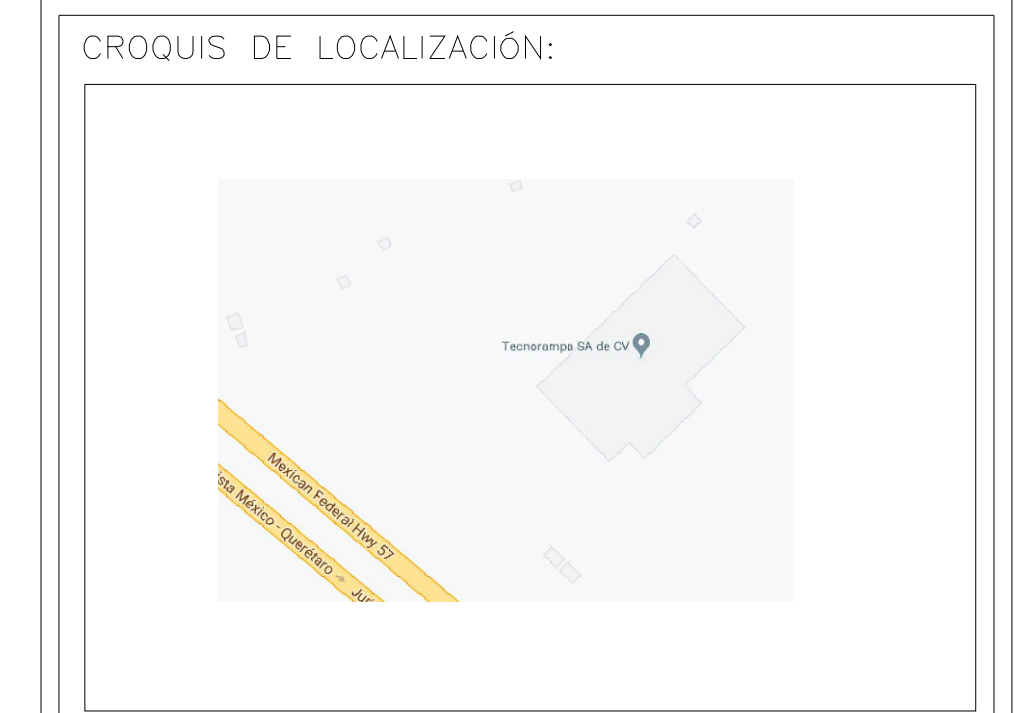 CROQUIS DE LOCALIZACIÓN:
Tecnorampa SA de CV
Mexican Federal Hwy 57
ista México - Querétaro